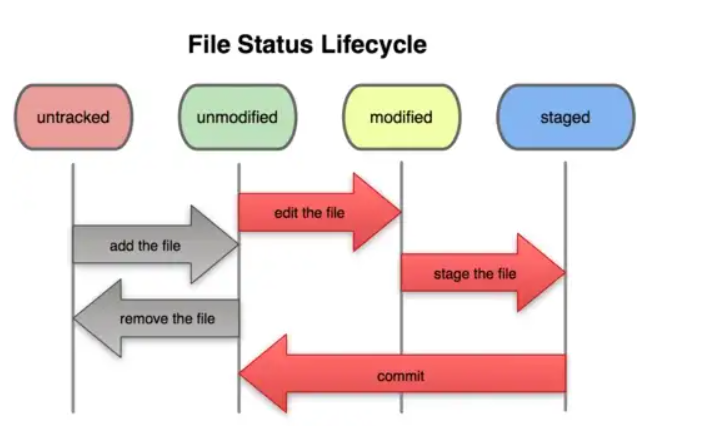 File Status Lifecycle
untracked
unmodified
modified
staged
edit the file
add the file
stage the file
remove the file
commit